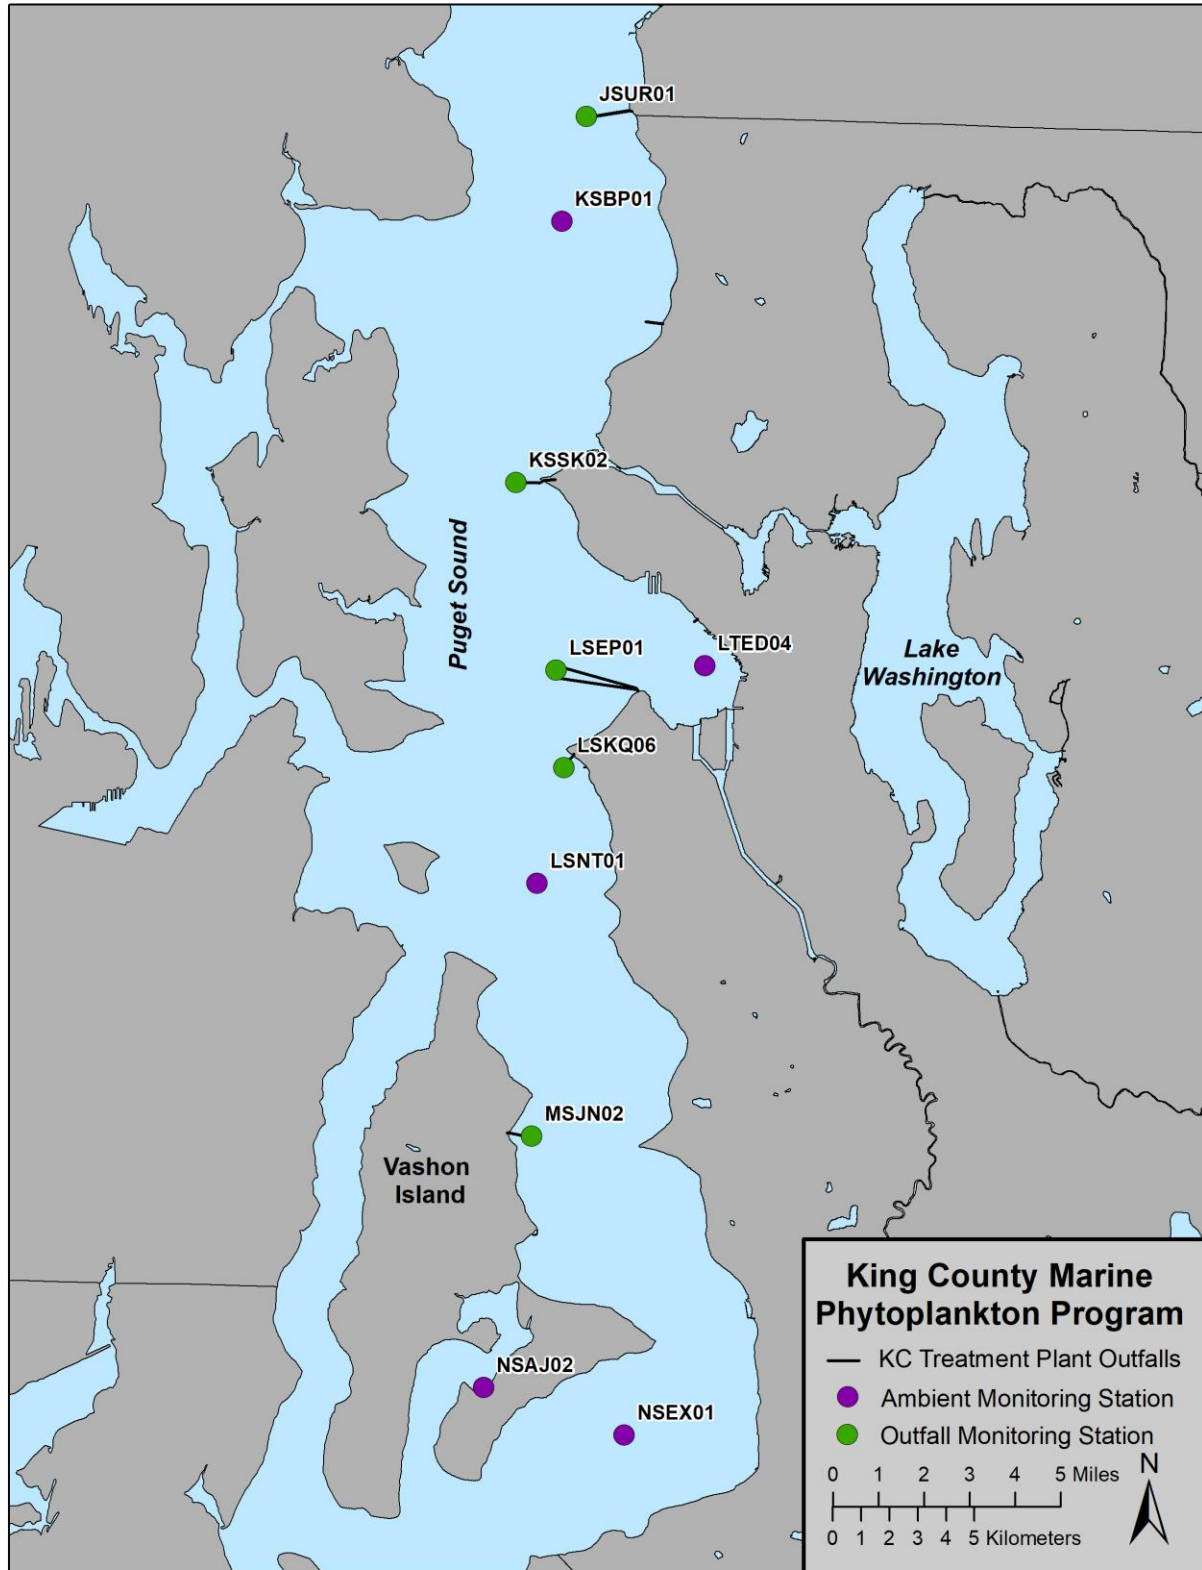 JSUR01
KSBP01
KSSK02
Puget Sound
LSEP01
LTED04
Lake
Washington
LSKQ06
LSNT01
MSJN02
Vashon
Island
NSAJ02
NSEX01
King County Marine
Phytoplankton Program
KC Treatment Plant Outfalls
Ambient Monitoring Station
Outfall Monitoring Station
0 1 2 3 4 5 Miles
0 1 2 3 4 5 Kilometers
N